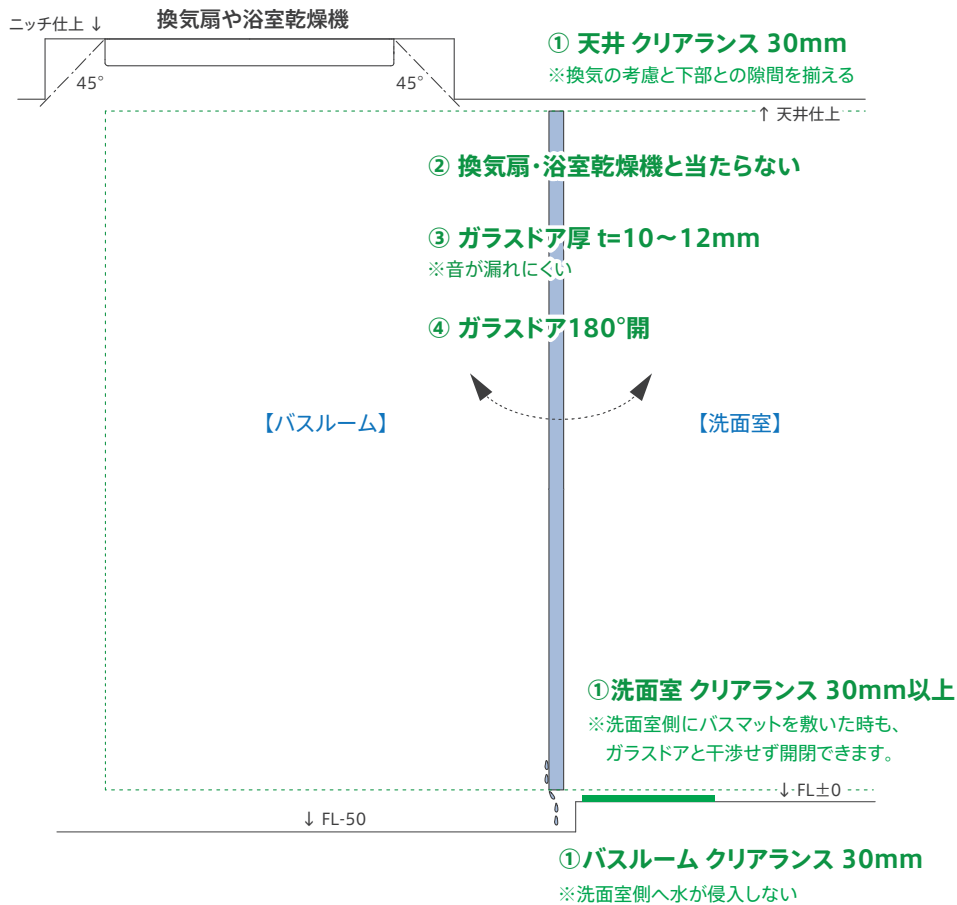 ニッチ仕上 ↓
換気扇や浴室乾燥機
45°
45°
① 天井 クリアランス 30mm
※換気の考慮と下部との隙間を揃える
↑ 天井仕上
② 換気扇・浴室乾燥機と当たらない
③ ガラスドア厚 t=10〜12mm
※音が漏れにくい
④ ガラスドア180°開
【バスルーム】
【洗面室】
①洗面室 クリアランス 30mm以上
※洗面室側にバスマットを敷いた時も、
ガラスドアと干渉せず開閉できます。
↓ FL±0
↓ FL-50
①バスルーム クリアランス 30mm
※洗面室側へ水が侵入しない